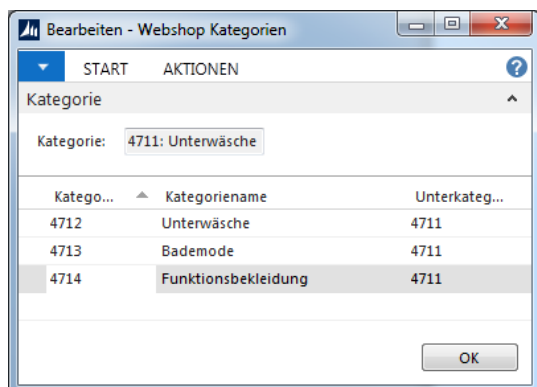 Bearbeiten - Webshop Kategorien
START AKTIONEN ?
Kategorie
Kategorie: 4711: Unterwäsche
Katego... Kategoriename Unterkateg...
4712 Unterwäsche 4711
4713 Bademode 4711
4714 Funktionsbekleidung 4711
OK